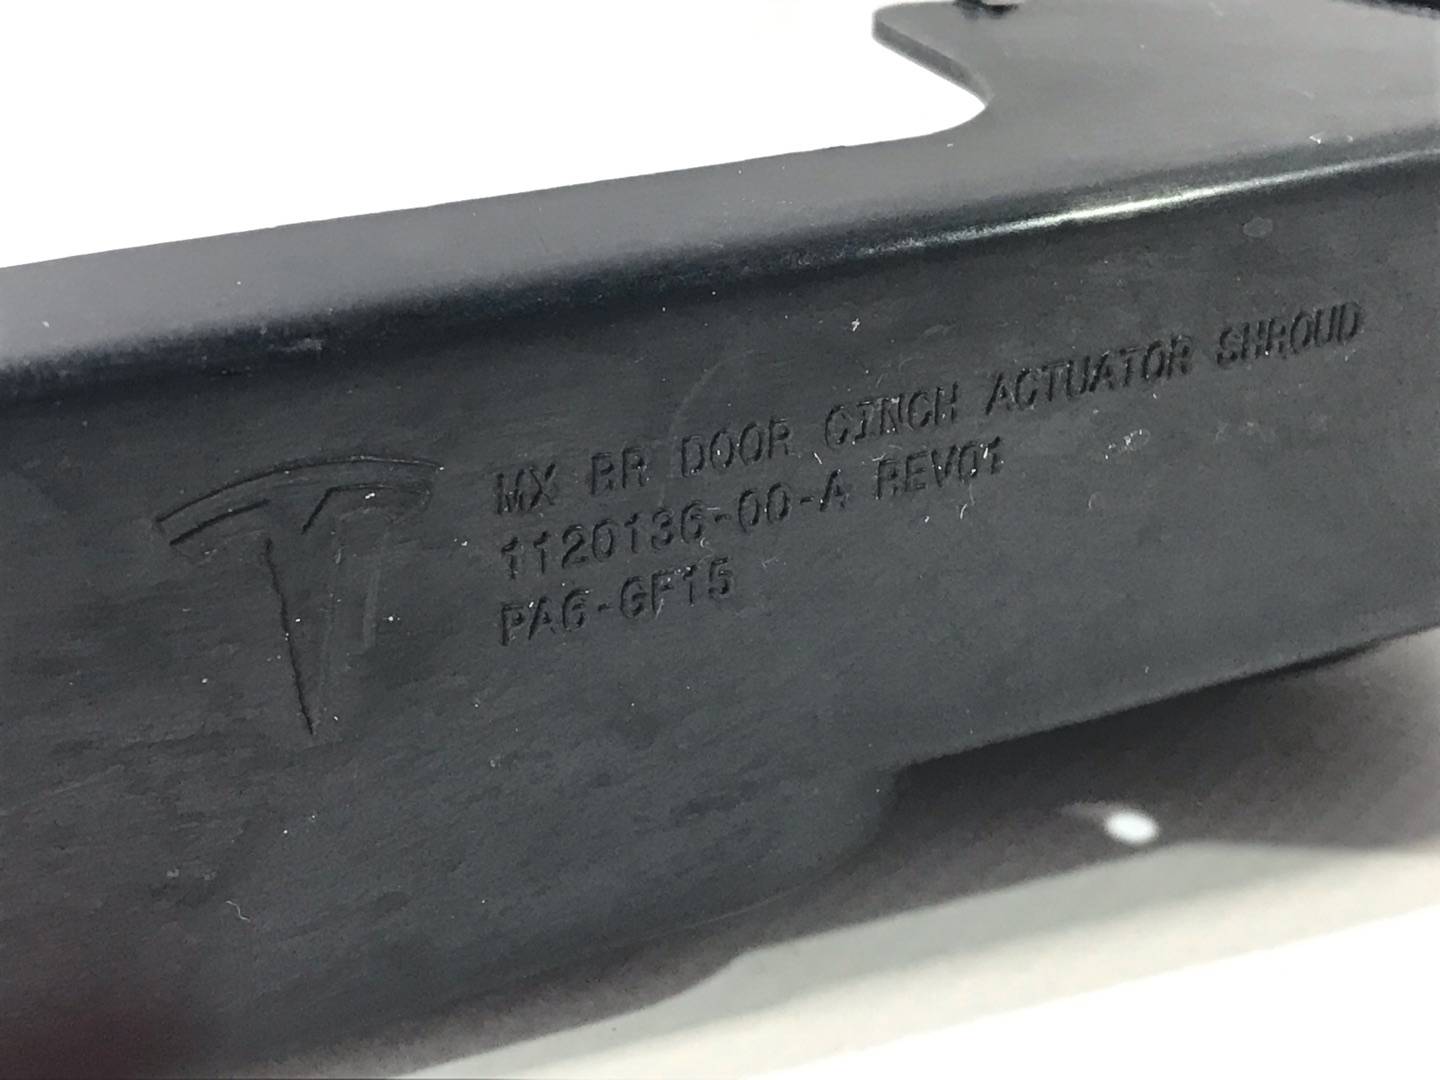 MX RR DOOR CINCH ACTUATOR SHROUD
1120136-00-A REV01
PA6-GF15